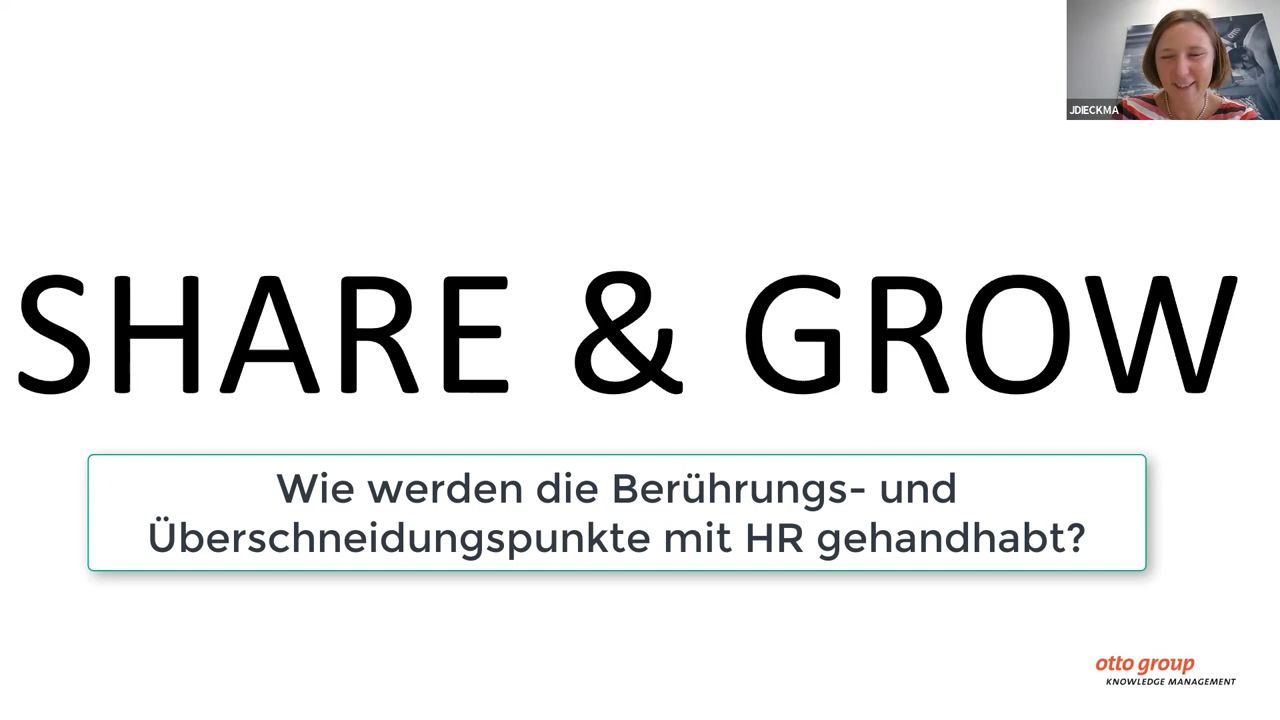 JDIECKMA
SHARE & GROW
Wie werden die Berührungs- und
Überschneidungspunkte mit HR gehandhabt?
otto group
KNOWLEDGE MANAGEMENT